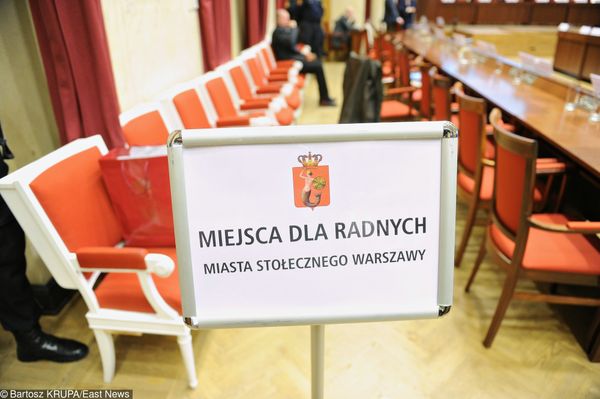 MIEJSCA DLA RADNYCH
MIASTA STOŁECZNEGO WARSZAWY
© Bartosz KRUPA/East News